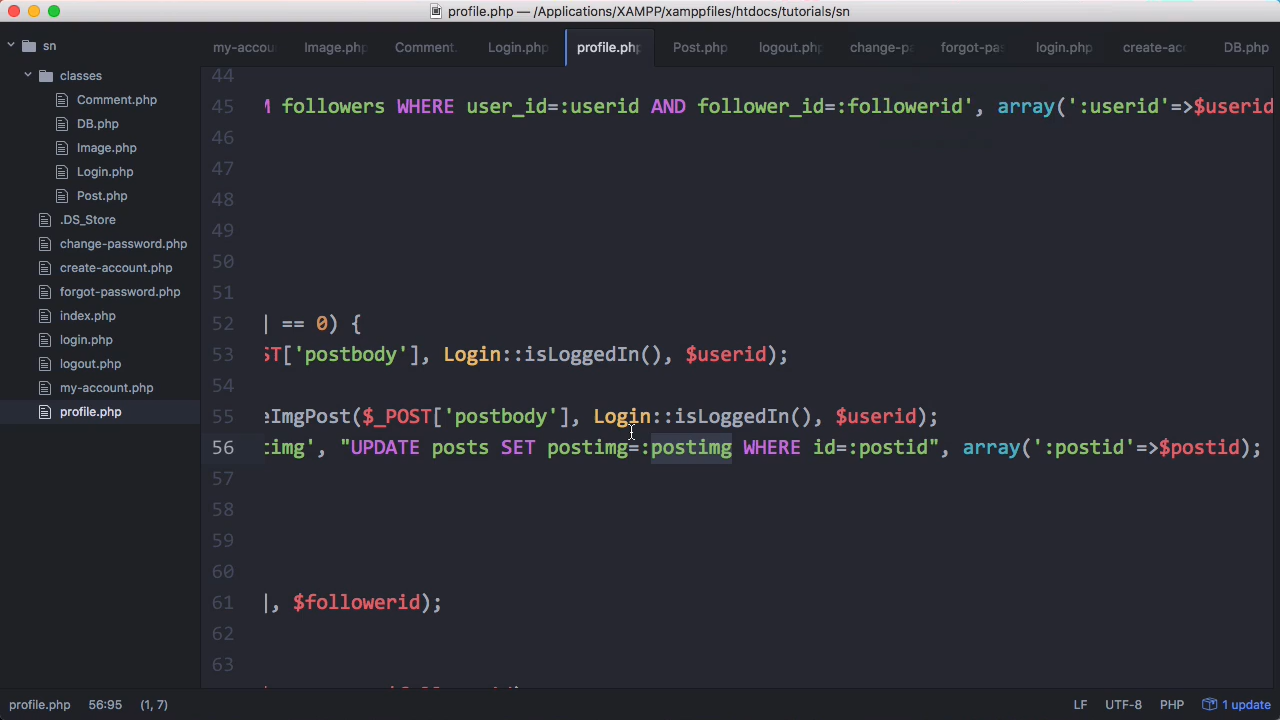 profile.php — /Applications/XAMPP/xamppfiles/htdocs/tutorials/sn
sn
my-accou
Image.php
Comment.
Login.php
profile.php
Post.php
logout.php
change-pa
forgot-pas
login.php
create-acc
DB.php
classes
Comment.php
DB.php
Image.php
Login.php
Post.php
.DS_Store
change-password.php
create-account.php
forgot-password.php
index.php
login.php
logout.php
my-account.php
profile.php
44
45 M followers WHERE user_id=:userid AND follower_id=:followerid', array(':userid'=>$userid
46
47
48
49
50
51
52 == 0) {
53 ST['postbody'], Login::isLoggedIn(), $userid);
54
55 eImgPost($_POST['postbody'], Login::isLoggedIn(), $userid);
56 timg', "UPDATE posts SET postimg=:postimg WHERE id=:postid", array(':postid'=>$postid);
57
58
59
60
61 ], $followerid);
62
63
profile.php 56:95 (1, 7)
LF UTF-8 PHP 1 update